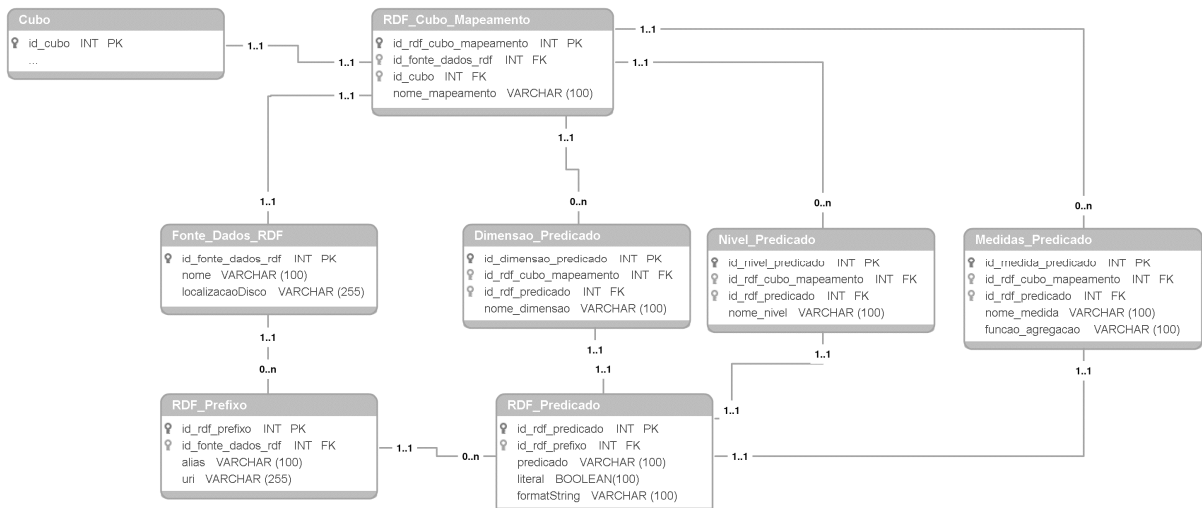 Cubo
id_cubo INT PK
...
RDF_Cubo_Mapeamento
id_rdf_cubo_mapeamento INT PK
id_fonte_dados_rdf INT FK
id_cubo INT FK
nome_mapeamento VARCHAR (100)
1..1
1..1
1..1
1..1
1..1
1..1
1..1
0..n
0..n
0..n
Fonte_Dados_RDF
id_fonte_dados_rdf INT PK
nome VARCHAR (100)
localizacaoDisco VARCHAR (255)
Dimensao_Predicado
id_dimensao_predicado INT PK
id_rdf_cubo_mapeamento INT FK
id_rdf_predicado INT FK
nome_dimensao VARCHAR (100)
Nivel_Predicado
id_nivel_predicado INT PK
id_rdf_cubo_mapeamento INT FK
id_rdf_predicado INT FK
nome_nivel VARCHAR (100)
Medidas_Predicado
id_medida_predicado INT PK
id_rdf_cubo_mapeamento INT FK
id_rdf_predicado INT FK
nome_medida VARCHAR (100)
funcao_agregacao VARCHAR (100)
1..1
0..n
1..1
1..1
1..1
1..1
1..1
RDF_Prefixo
id_rdf_prefixo INT PK
id_fonte_dados_rdf INT FK
alias VARCHAR (100)
uri VARCHAR (255)
1..1
0..n
RDF_Predicado
id_rdf_predicado INT PK
id_rdf_prefixo INT FK
predicado VARCHAR (100)
literal BOOLEAN(100)
formatString VARCHAR (100)
1..1